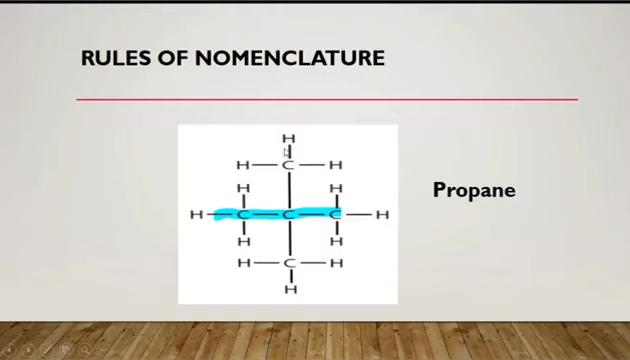 RULES OF NOMENCLATURE
H
H — C — H
H H
H — C — C — C — H
H H
H — C — H
H
Propane